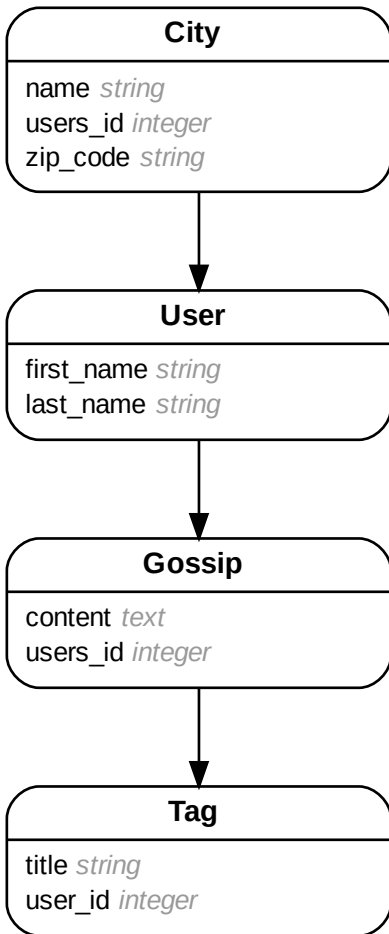 City
name string
users_id integer
zip_code string
User
first_name string
last_name string
Gossip
content text
users_id integer
Tag
title string
user_id integer